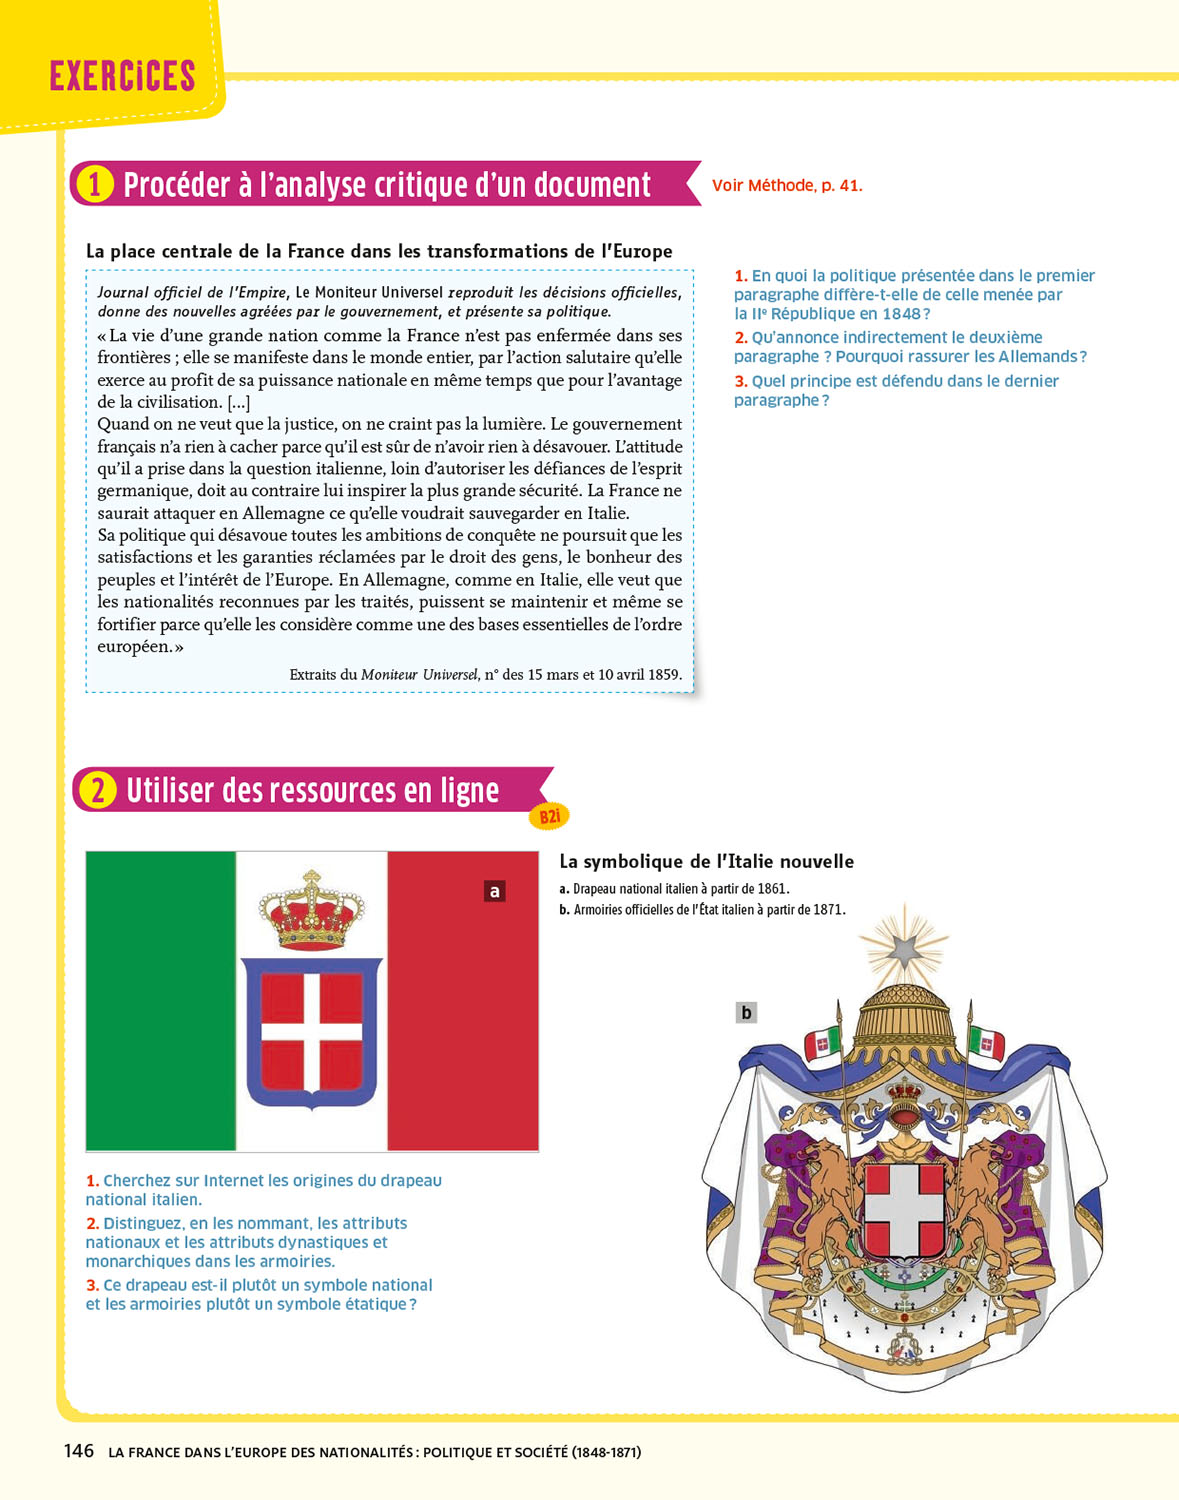 EXERCiCES
1 Procéder à l'analyse critique d'un document
Voir Méthode, p. 41.
La place centrale de la France dans les transformations de l'Europe
Journal officiel de l'Empire, Le Moniteur Universel reproduit les décisions officielles,
donne des nouvelles agréées par le gouvernement, et présente sa politique.
« La vie d'une grande nation comme la France n'est pas enfermée dans ses
frontières ; elle se manifeste dans le monde entier, par l'action salutaire qu'elle
exerce au profit de sa puissance nationale en même temps que pour l'avantage
de la civilisation. [...]
Quand on ne veut que la justice, on ne craint pas la lumière. Le gouvernement
français n'a rien à cacher parce qu'il est sûr de n'avoir rien à désavouer. L'attitude
qu'il a prise dans la question italienne, loin d'autoriser les défiances de l'esprit
germanique, doit au contraire lui inspirer la plus grande sécurité. La France ne
saurait attaquer en Allemagne ce qu'elle voudrait sauvegarder en Italie.
Sa politique qui désavoue toutes les ambitions de conquête ne poursuit que les
satisfactions et les garanties réclamées par le droit des gens, le bonheur des
peuples et l'intérêt de l'Europe. En Allemagne, comme en Italie, elle veut que
les nationalités reconnues par les traités, puissent se maintenir et même se
fortifier parce qu'elle les considère comme une des bases essentielles de l'ordre
européen. »
Extraits du Moniteur Universel, n° des 15 mars et 10 avril 1859.
1. En quoi la politique présentée dans le premier
paragraphe diffère-t-elle de celle menée par
la IIe République en 1848 ?
2. Qu'annonce indirectement le deuxième
paragraphe ? Pourquoi rassurer les Allemands ?
3. Quel principe est défendu dans le dernier
paragraphe ?
2 Utiliser des ressources en ligne
B2i
a
La symbolique de l'Italie nouvelle
a. Drapeau national italien à partir de 1861.
b. Armoiries officielles de l'État italien à partir de 1871.
b
1. Cherchez sur Internet les origines du drapeau
national italien.
2. Distinguez, en les nommant, les attributs
nationaux et les attributs dynastiques et
monarchiques dans les armoiries.
3. Ce drapeau est-il plutôt un symbole national
et les armoiries plutôt un symbole étatique ?
146 LA FRANCE DANS L'EUROPE DES NATIONALITÉS : POLITIQUE ET SOCIÉTÉ (1848-1871)